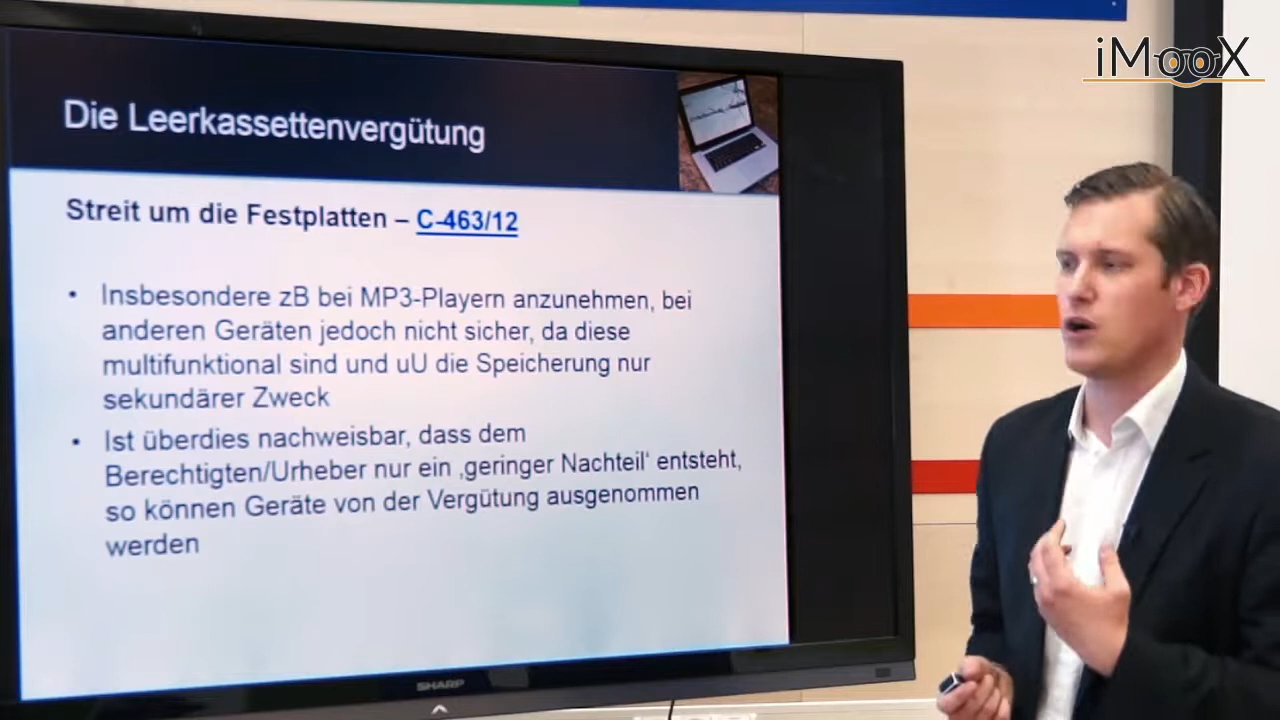 iMooX
Die Leerkassettenvergütung
Streit um die Festplatten – C-463/12
• Insbesondere zB bei MP3-Playern anzunehmen, bei
anderen Geräten jedoch nicht sicher, da diese
multifunktional sind und uU die Speicherung nur
sekundärer Zweck
• Ist überdies nachweisbar, dass dem
Berechtigten/Urheber nur ein ‚geringer Nachteil‘ entsteht,
so können Geräte von der Vergütung ausgenommen
werden
SHARP